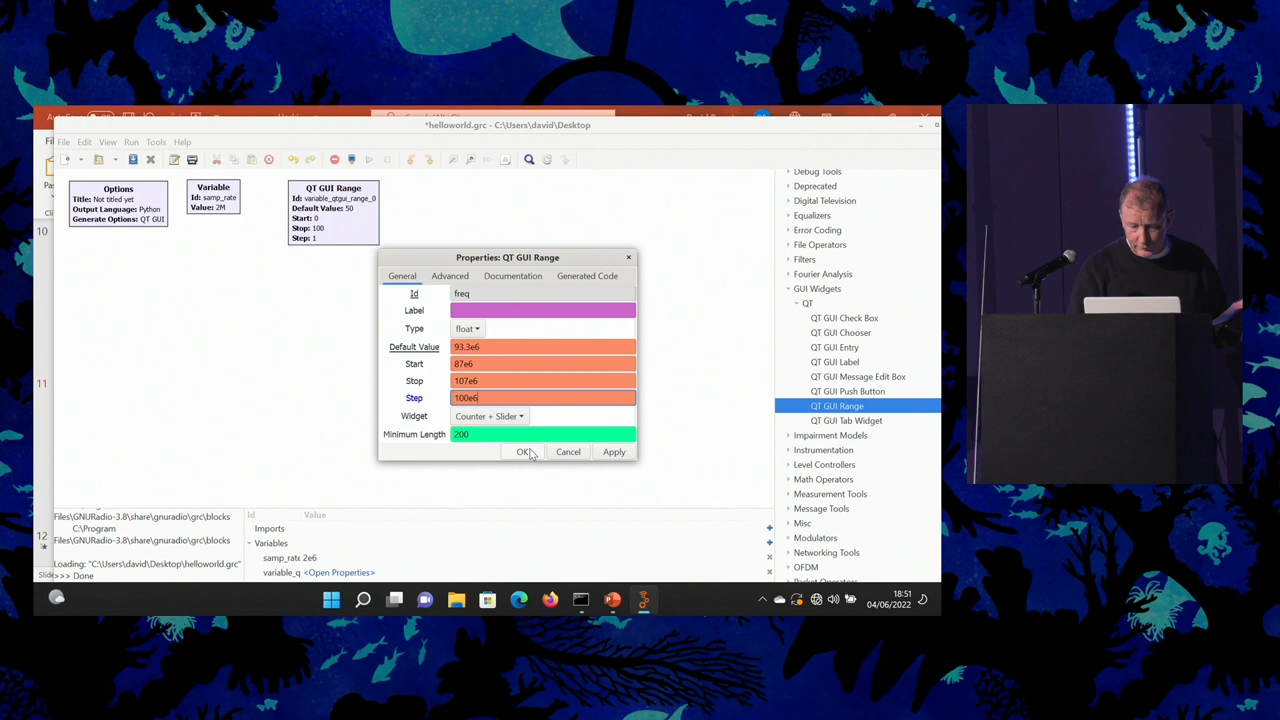 *helloworld.grc - C:\Users\david\Desktop
File Edit View Run Tools Help
Options
Title: Not titled yet
Output Language: Python
Generate Options: QT GUI
Variable
Id: samp_rate
Value: 2M
QT GUI Range
Id: variable_qtgui_range_0
Default Value: 50
Start: 0
Stop: 100
Step: 1
Properties: QT GUI Range
General Advanced Documentation Generated Code
Id freq
Label
Type float
Default Value 93.3e6
Start 87e6
Stop 107e6
Step 100e6
Widget Counter + Slider
Minimum Length 200
OK Cancel Apply
Debug Tools
Deprecated
Digital Television
Equalizers
Error Coding
File Operators
Filters
Fourier Analysis
GUI Widgets
QT
QT GUI Check Box
QT GUI Chooser
QT GUI Entry
QT GUI Label
QT GUI Message Edit Box
QT GUI Push Button
QT GUI Range
QT GUI Tab Widget
Impairment Models
Instrumentation
Level Controllers
Math Operators
Measurement Tools
Message Tools
Misc
Modulators
Networking Tools
OFDM
10
11
12
Files\GNURadio-3.8\share\gnuradio\grc\blocks
C:\Program
Files\GNURadio-3.8\share\gnuradio\grc\blocks
Loading: "C:\Users\david\Desktop\helloworld.grc"
>>> Done
Id Value
Imports
Variables
samp_rate 2e6
variable_q <Open Properties>
18:51
04/06/2022